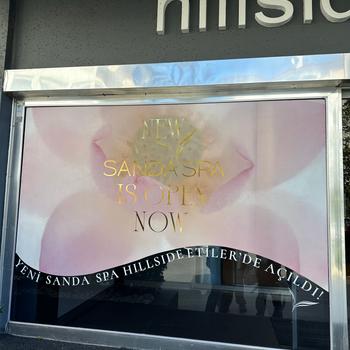 hillsid
NEW
SANDA SPA
IS OPEN
NOW
YENİ SANDA SPA HILLSIDE ETİLER'DE AÇILDI!